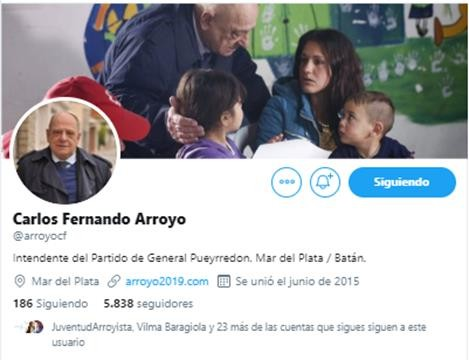 Siguiendo
Carlos Fernando Arroyo
@arroyocf
Intendente del Partido de General Pueyrredon. Mar del Plata / Batán.
Mar del Plata arroyo2019.com Se unió el junio de 2015
186 Siguiendo 5.838 seguidores
JuventudArroyista, Vilma Baragiola y 23 más de las cuentas que sigues siguen a este
usuario